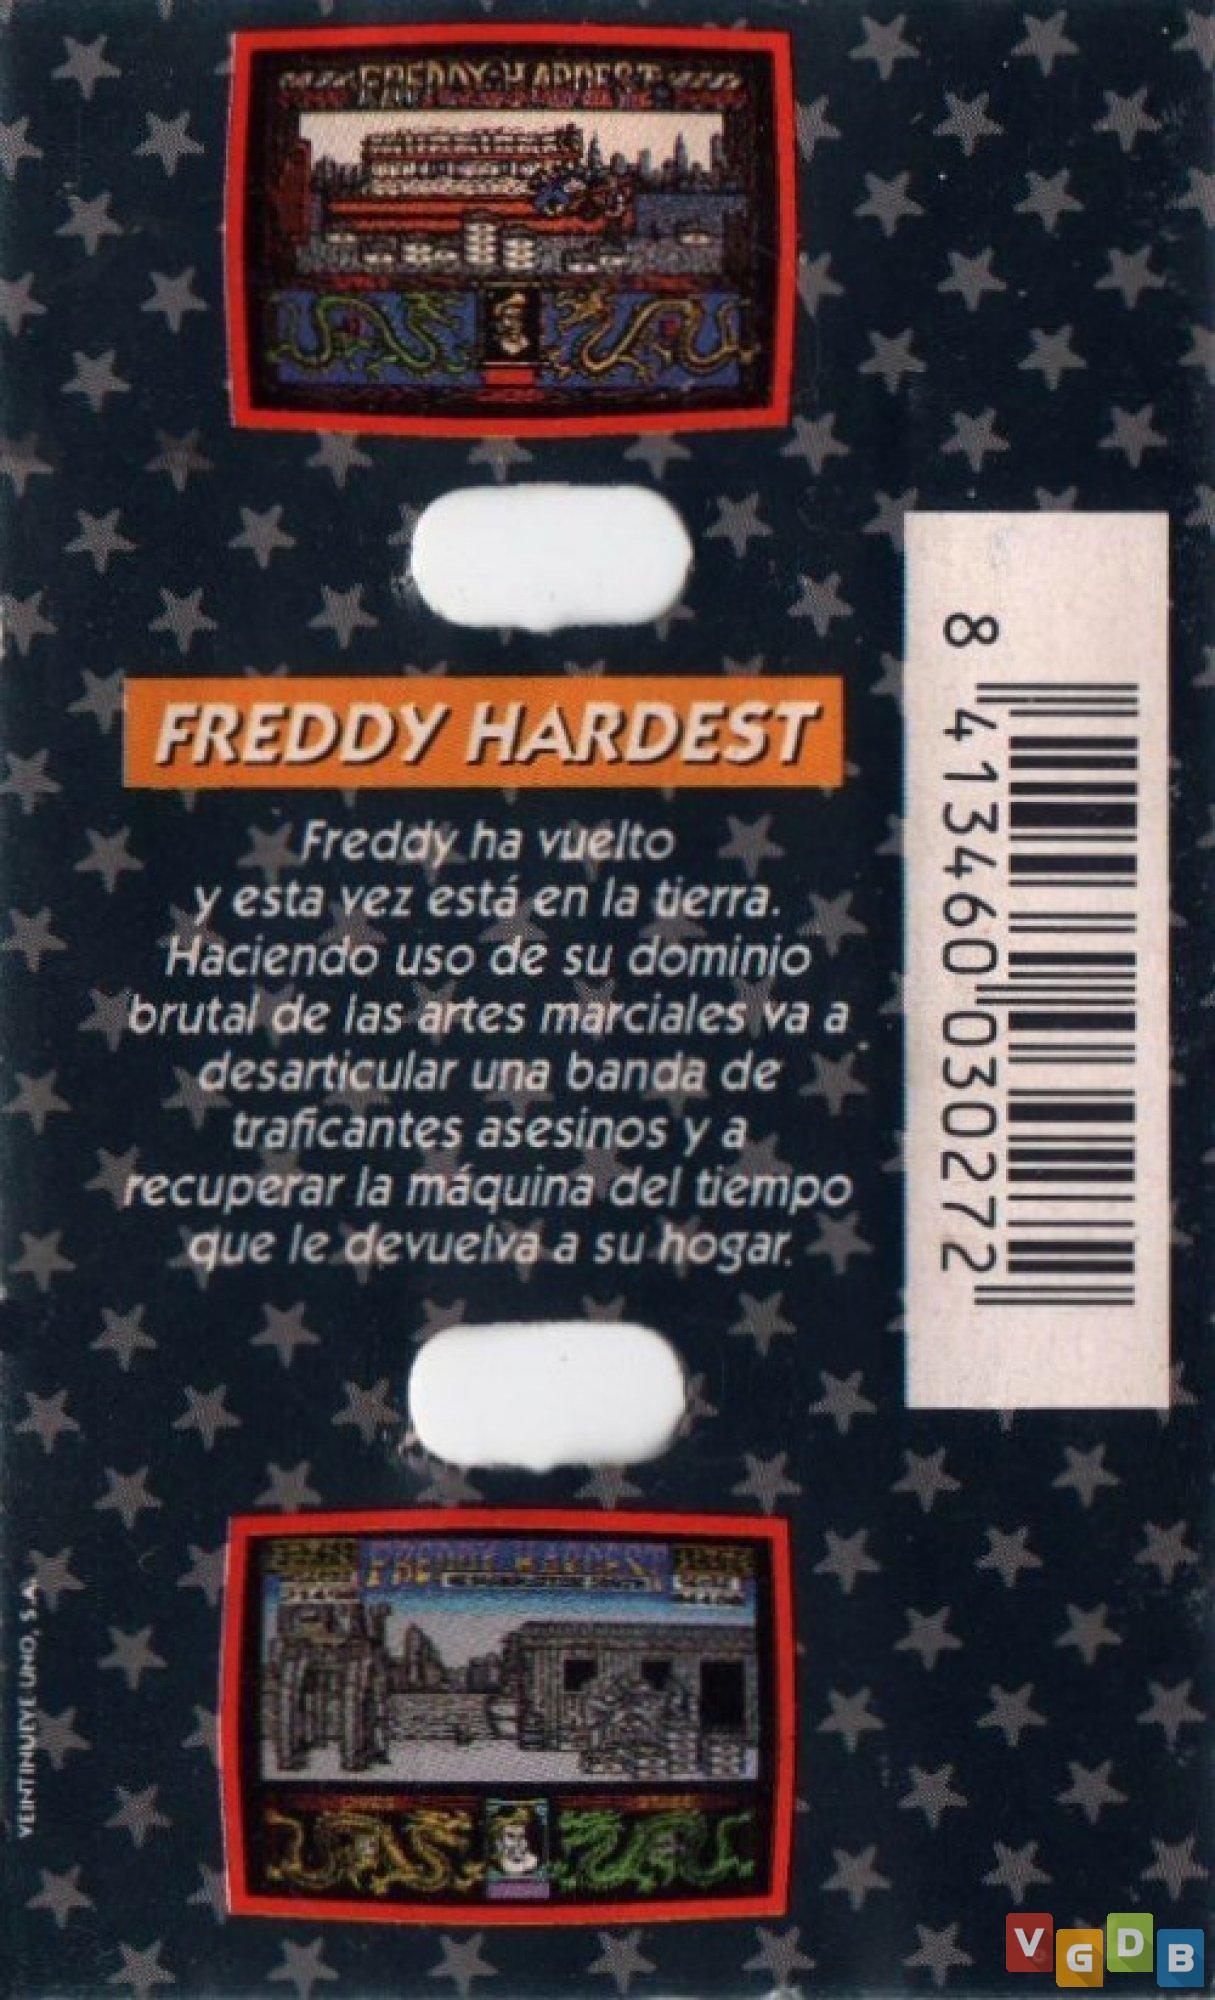 FREDDY HARDEST
FREDDY HARDEST
Freddy ha vuelto
y esta vez está en la tierra.
Haciendo uso de su dominio
brutal de las artes marciales va a
desarticular una banda de
traficantes asesinos y a
recuperar la máquina del tiempo
que le devuelva a su hogar.
8 413460 030272
VEINTINUEVE UNO, S.A.
FREDDY HARDEST
VGDB